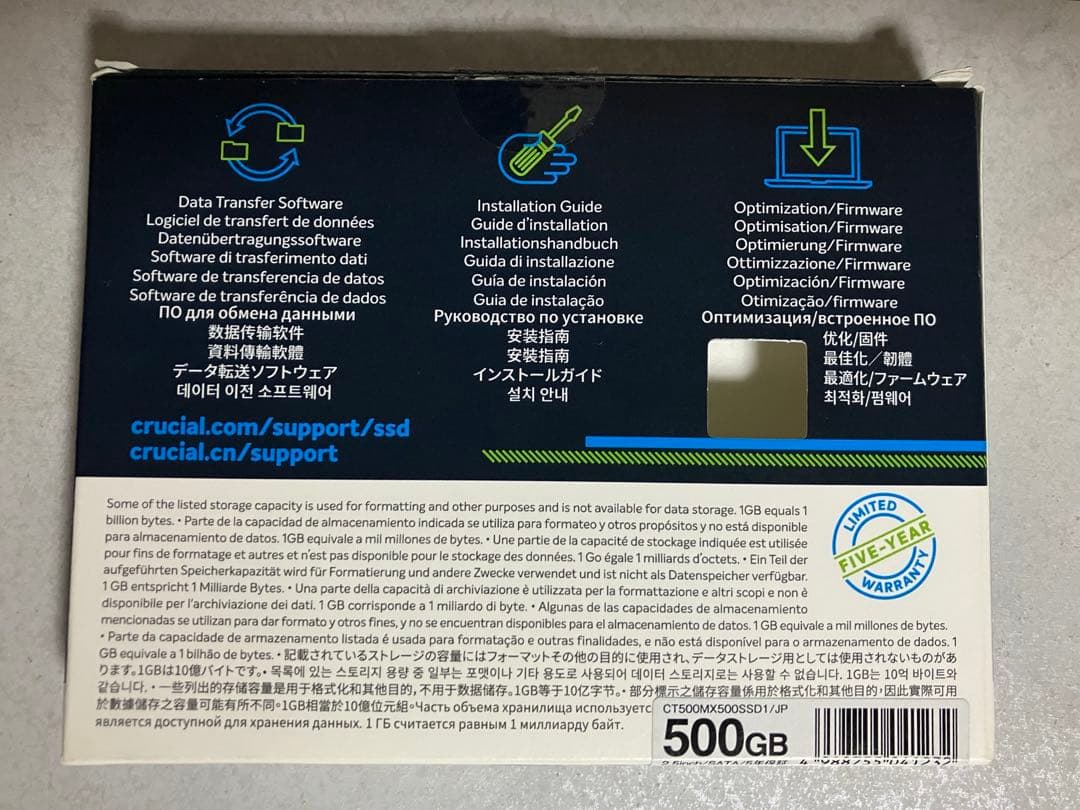 Data Transfer Software
Logiciel de transfert de données
Datenübertragungssoftware
Software di trasferimento dati
Software de transferencia de datos
Software de transferência de dados
ПО для обмена данными
数据传输软件
資料傳輸軟體
データ転送ソフトウェア
데이터 이전 소프트웨어
Installation Guide
Guide d'installation
Installationshandbuch
Guida di installazione
Guía de instalación
Guia de instalação
Руководство по установке
安装指南
安裝指南
インストールガイド
설치 안내
Optimization/Firmware
Optimisation/Firmware
Optimierung/Firmware
Ottimizzazione/Firmware
Optimización/Firmware
Otimização/firmware
Оптимизация/встроенное ПО
优化/固件
最佳化／韌體
最適化/ファームウェア
최적화/펌웨어
crucial.com/support/ssd
crucial.cn/support
Some of the listed storage capacity is used for formatting and other purposes and is not available for data storage. 1GB equals 1
billion bytes. • Parte de la capacidad de almacenamiento indicada se utiliza para formateo y otros propósitos y no está disponible
para almacenamiento de datos. 1GB equivale a mil millones de bytes. • Une partie de la capacité de stockage indiquée est utilisée
pour fins de formatage et autres et n'est pas disponible pour le stockage des données. 1 Go égale 1 milliards d'octets. • Ein Teil der
aufgeführten Speicherkapazität wird für Formatierung und andere Zwecke verwendet und ist nicht als Datenspeicher verfügbar.
1 GB entspricht 1 Milliarde Bytes. • Una parte della capacità di archiviazione è utilizzata per la formattazione e altri scopi e non è
disponibile per l'archiviazione dei dati. 1 GB corrisponde a 1 miliardo di byte. • Algunas de las capacidades de almacenamiento
mencionadas se utilizan para dar formato y otros fines, y no se encuentran disponibles para el almacenamiento de datos. 1 GB equivale a mil millones de bytes.
• Parte da capacidade de armazenamento listada é usada para formatação e outras finalidades, e não está disponível para o armazenamento de dados. 1
GB equivale a 1 bilhão de bytes. • 記載されているストレージの容量にはフォーマットその他の目的に使用され、データストレージ用としては使用されないものがあ
ります。1GBは10億バイトです。• 목록에 있는 스토리지 용량 중 일부는 포맷이나 기타 용도로 사용되어 데이터 스토리지로는 사용할 수 없습니다. 1GB는 10억 바이트와
같습니다. • 一些列出的存储容量是用于格式化和其他目的，不用于数据储存。1GB等于10亿字节。• 部分標示之儲存容量係用於格式化和其他目的，因此實際可用
於數據儲存之容量可能有所不同。1GB相當於10億位元組。Часть объема хранилища используетс
является доступной для хранения данных. 1 ГБ считается равным 1 миллиарду байт.
LIMITED
FIVE-YEAR
WARRANTY
CT500MX500SSD1/JP
500GB